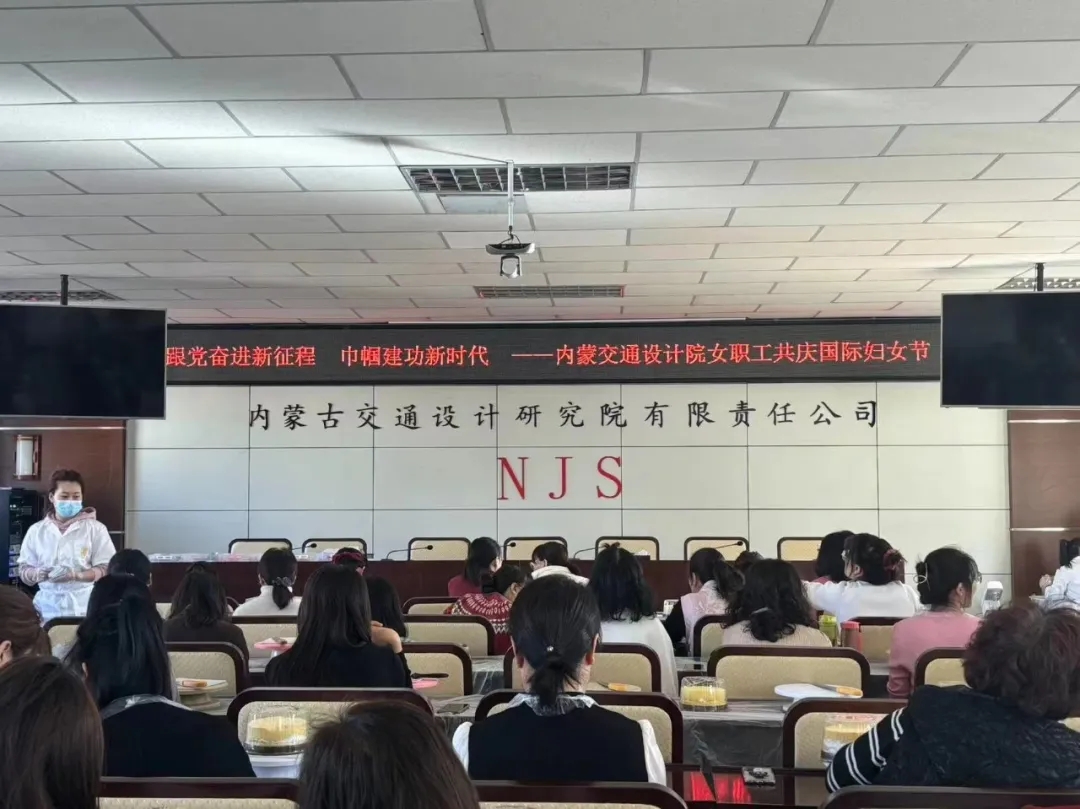 跟党奋进新征程 巾帼建功新时代 ——内蒙交通设计院女职工共庆国际妇女节
内蒙古交通设计研究院有限责任公司
NJS